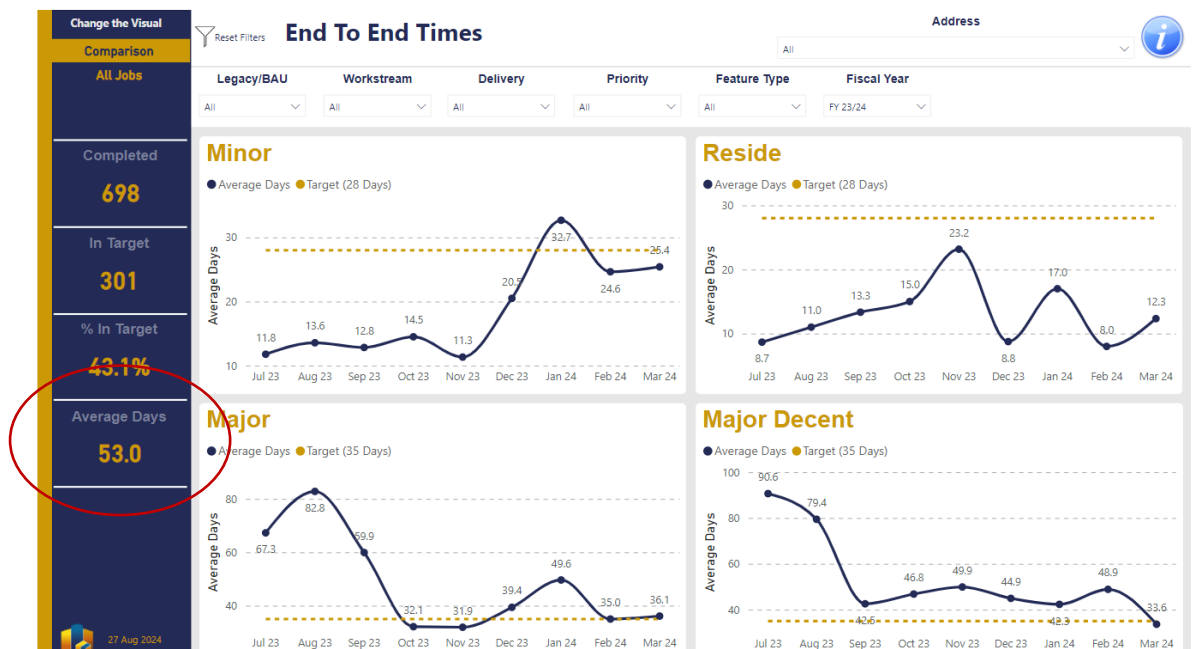 Change the Visual
Comparison
All Jobs
Completed
698
In Target
301
% In Target
43.1%
Average Days
53.0
27 Aug 2024
Reset Filters
End To End Times
Address
All
i
Legacy/BAU Workstream Delivery Priority Feature Type Fiscal Year
All All All All All FY 23/24
Minor
Average Days Target (28 Days)
Average Days
30
20
10
11.8 13.6 12.8 14.5 11.3 20.5 32.7 24.6 25.4
Jul 23 Aug 23 Sep 23 Oct 23 Nov 23 Dec 23 Jan 24 Feb 24 Mar 24
Reside
Average Days Target (28 Days)
Average Days
30
20
10
8.7 11.0 13.3 15.0 23.2 8.8 17.0 8.0 12.3
Jul 23 Aug 23 Sep 23 Oct 23 Nov 23 Dec 23 Jan 24 Feb 24 Mar 24
Major
Average Days Target (35 Days)
Average Days
80
60
40
67.3 82.8 59.9 32.1 31.9 39.4 49.6 35.0 36.1
Jul 23 Aug 23 Sep 23 Oct 23 Nov 23 Dec 23 Jan 24 Feb 24 Mar 24
Major Decent
Average Days Target (35 Days)
Average Days
100
80
60
40
90.6 79.4 42.5 46.8 49.9 44.9 42.3 48.9 33.6
Jul 23 Aug 23 Sep 23 Oct 23 Nov 23 Dec 23 Jan 24 Feb 24 Mar 24